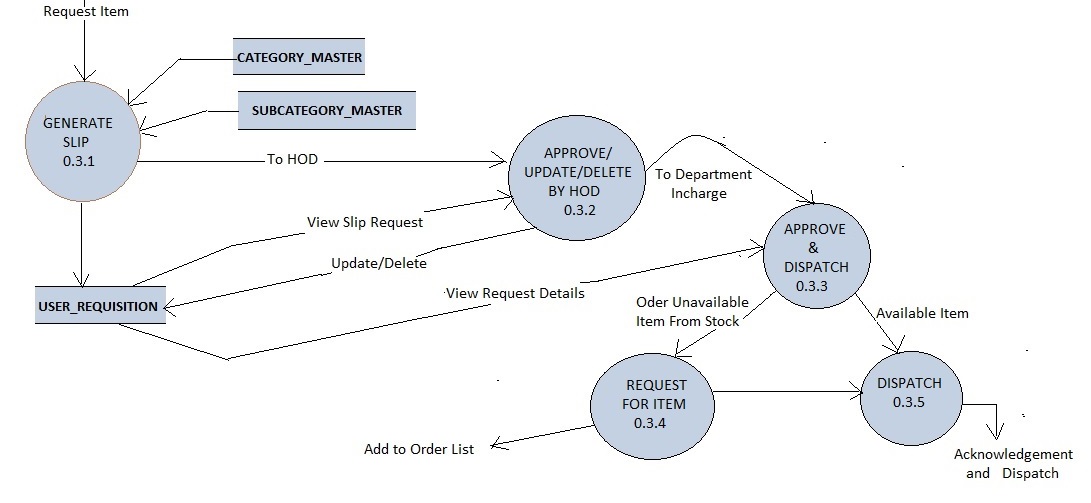 Request Item
CATEGORY_MASTER
SUBCATEGORY_MASTER
GENERATE
SLIP
0.3.1
To HOD
APPROVE/
UPDATE/DELETE
BY HOD
0.3.2
To Department
Incharge
View Slip Request
Update/Delete
USER_REQUISITION
View Request Details
APPROVE
&
DISPATCH
0.3.3
Oder Unavailable
Item From Stock
Available Item
REQUEST
FOR ITEM
0.3.4
DISPATCH
0.3.5
Add to Order List
Acknowledgement
and Dispatch